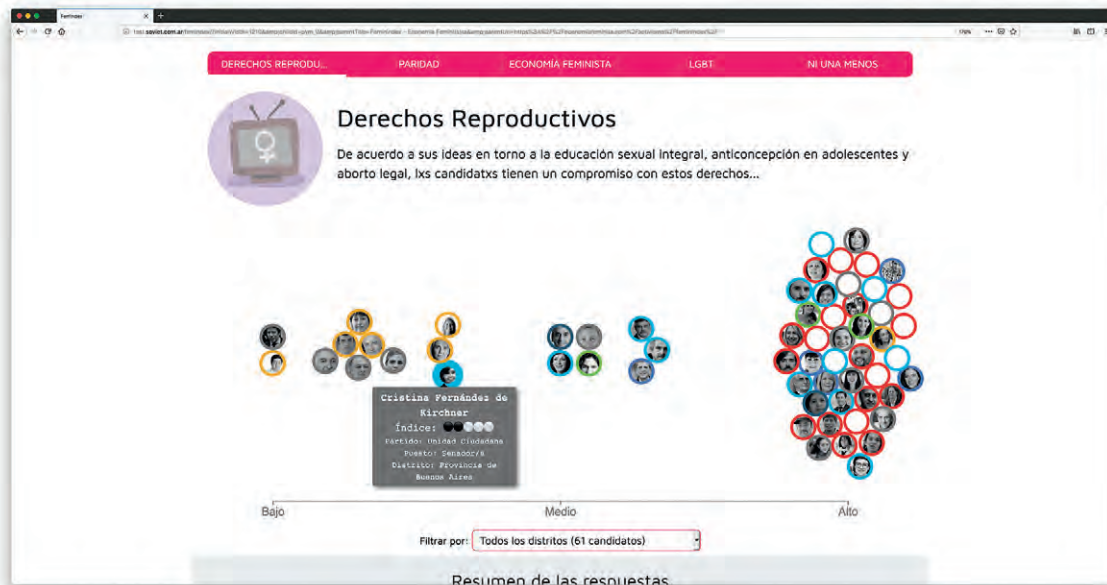 Feminindex
DERECHOS REPRODU... PARIDAD ECONOMÍA FEMINISTA LGBT NI UNA MENOS
Derechos Reproductivos
De acuerdo a sus ideas en torno a la educación sexual integral, anticoncepción en adolescentes y
aborto legal, lxs candidatxs tienen un compromiso con estos derechos...
Cristina Fernández de
Kirchner
Índice:
Partido: Unidad Ciudadana
Puesto: Senador/a
Distrito: Provincia de
Buenos Aires
Bajo Medio Alto
Filtrar por: Todos los distritos (61 candidatos)
Resumen de las respuestas